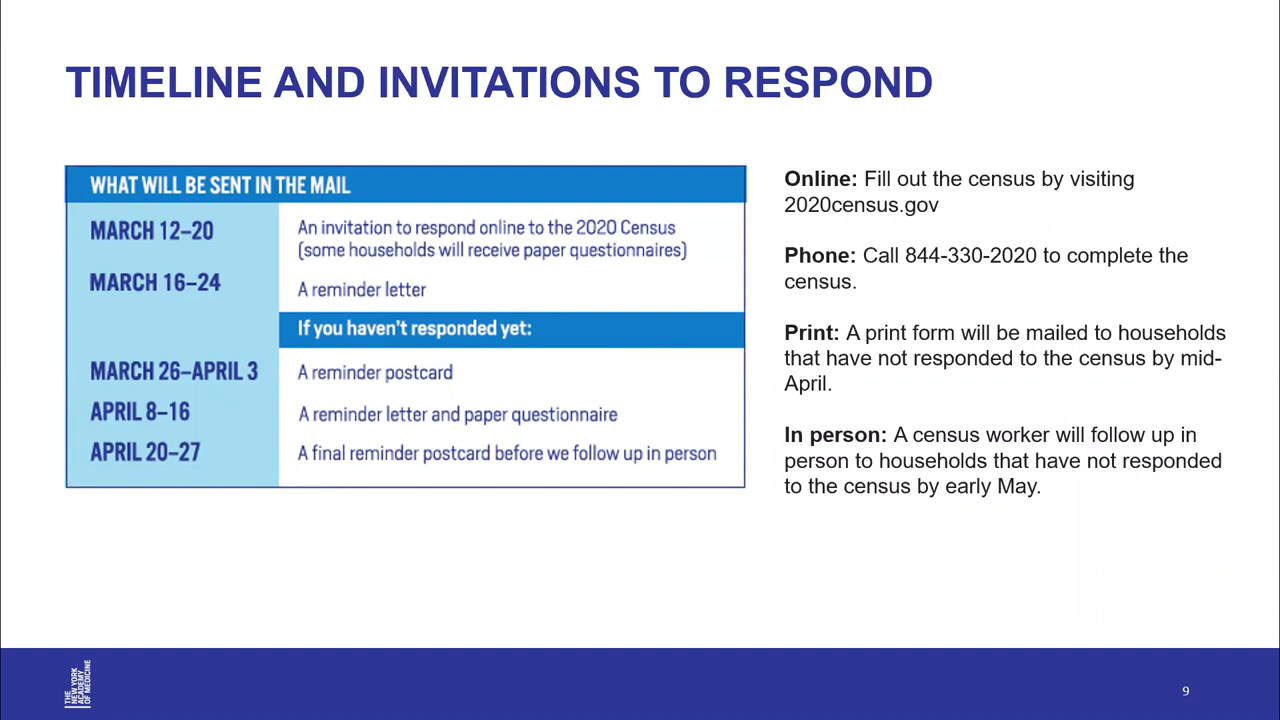 TIMELINE AND INVITATIONS TO RESPOND
WHAT WILL BE SENT IN THE MAIL
MARCH 12–20
An invitation to respond online to the 2020 Census
(some households will receive paper questionnaires)
MARCH 16–24
A reminder letter
If you haven't responded yet:
MARCH 26–APRIL 3
A reminder postcard
APRIL 8–16
A reminder letter and paper questionnaire
APRIL 20–27
A final reminder postcard before we follow up in person
Online: Fill out the census by visiting
2020census.gov
Phone: Call 844-330-2020 to complete the
census.
Print: A print form will be mailed to households
that have not responded to the census by mid-
April.
In person: A census worker will follow up in
person to households that have not responded
to the census by early May.
THE
NEW YORK
ACADEMY
OF MEDICINE
9